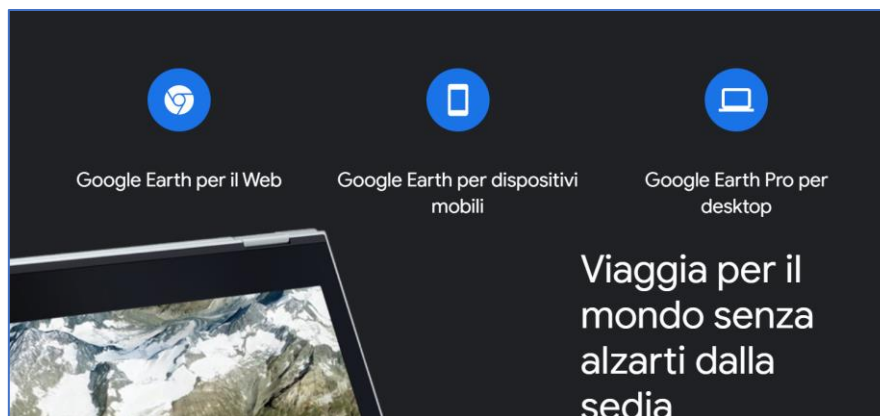 Google Earth per il Web
Google Earth per dispositivi
mobili
Google Earth Pro per
desktop
Viaggia per il
mondo senza
alzarti dalla
sedia